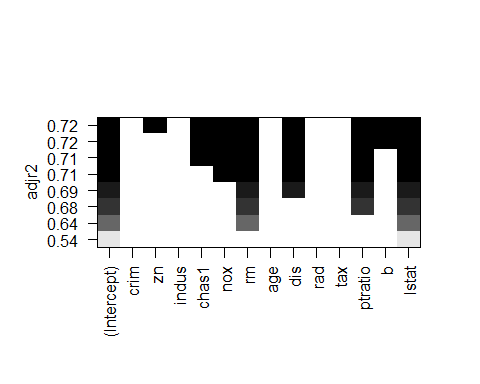 adjr2
0.72
0.72
0.71
0.71
0.69
0.68
0.64
0.54
(Intercept)
crim
zn
indus
chas1
nox
rm
age
dis
rad
tax
ptratio
b
lstat